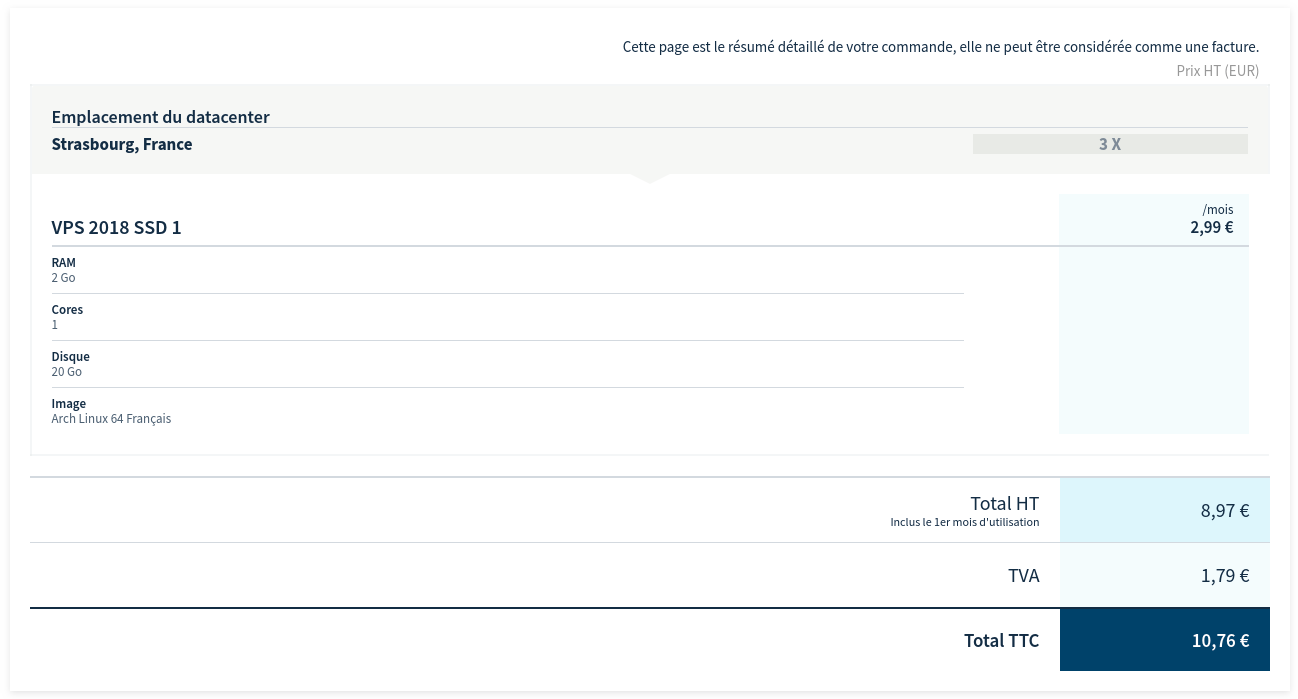 Cette page est le résumé détaillé de votre commande, elle ne peut être considérée comme une facture.
Prix HT (EUR)
Emplacement du datacenter
Strasbourg, France
3 X
/mois
VPS 2018 SSD 1
2,99 €
RAM
2 Go
Cores
1
Disque
20 Go
Image
Arch Linux 64 Français
Total HT
8,97 €
Inclus le 1er mois d'utilisation
TVA
1,79 €
Total TTC
10,76 €